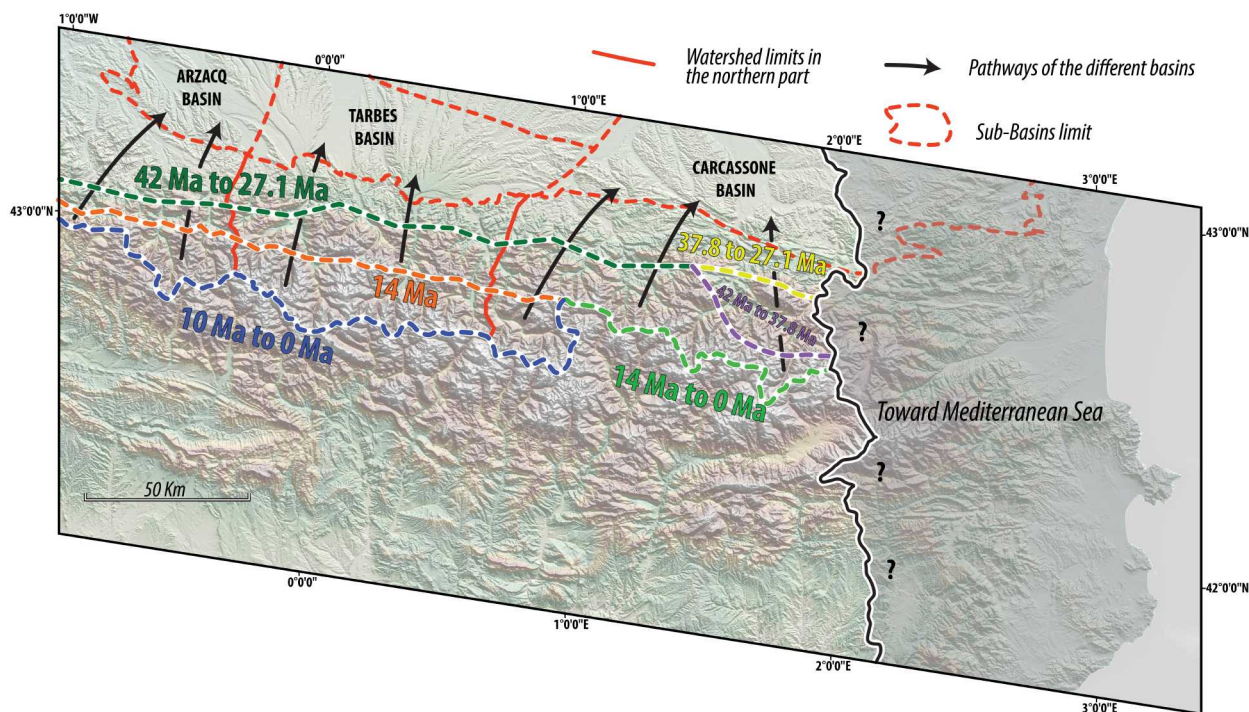 1°0'0"W
0°0'0"
1°0'0"E
2°0'0"E
3°0'0"E
Watershed limits in
the northern part
Pathways of the different basins
Sub-Basins limit
ARZACQ
BASIN
TARBES
BASIN
CARCASSONE
BASIN
42 Ma to 27.1 Ma
43°0'0"N
43°0'0"N
?
37.8 to 27.1 Ma
14 Ma
42 Ma to 37.8 Ma
?
10 Ma to 0 Ma
14 Ma to 0 Ma
Toward Mediterranean Sea
?
50 Km
?
42°0'0"N
0°0'0"
1°0'0"E
2°0'0"E
3°0'0"E